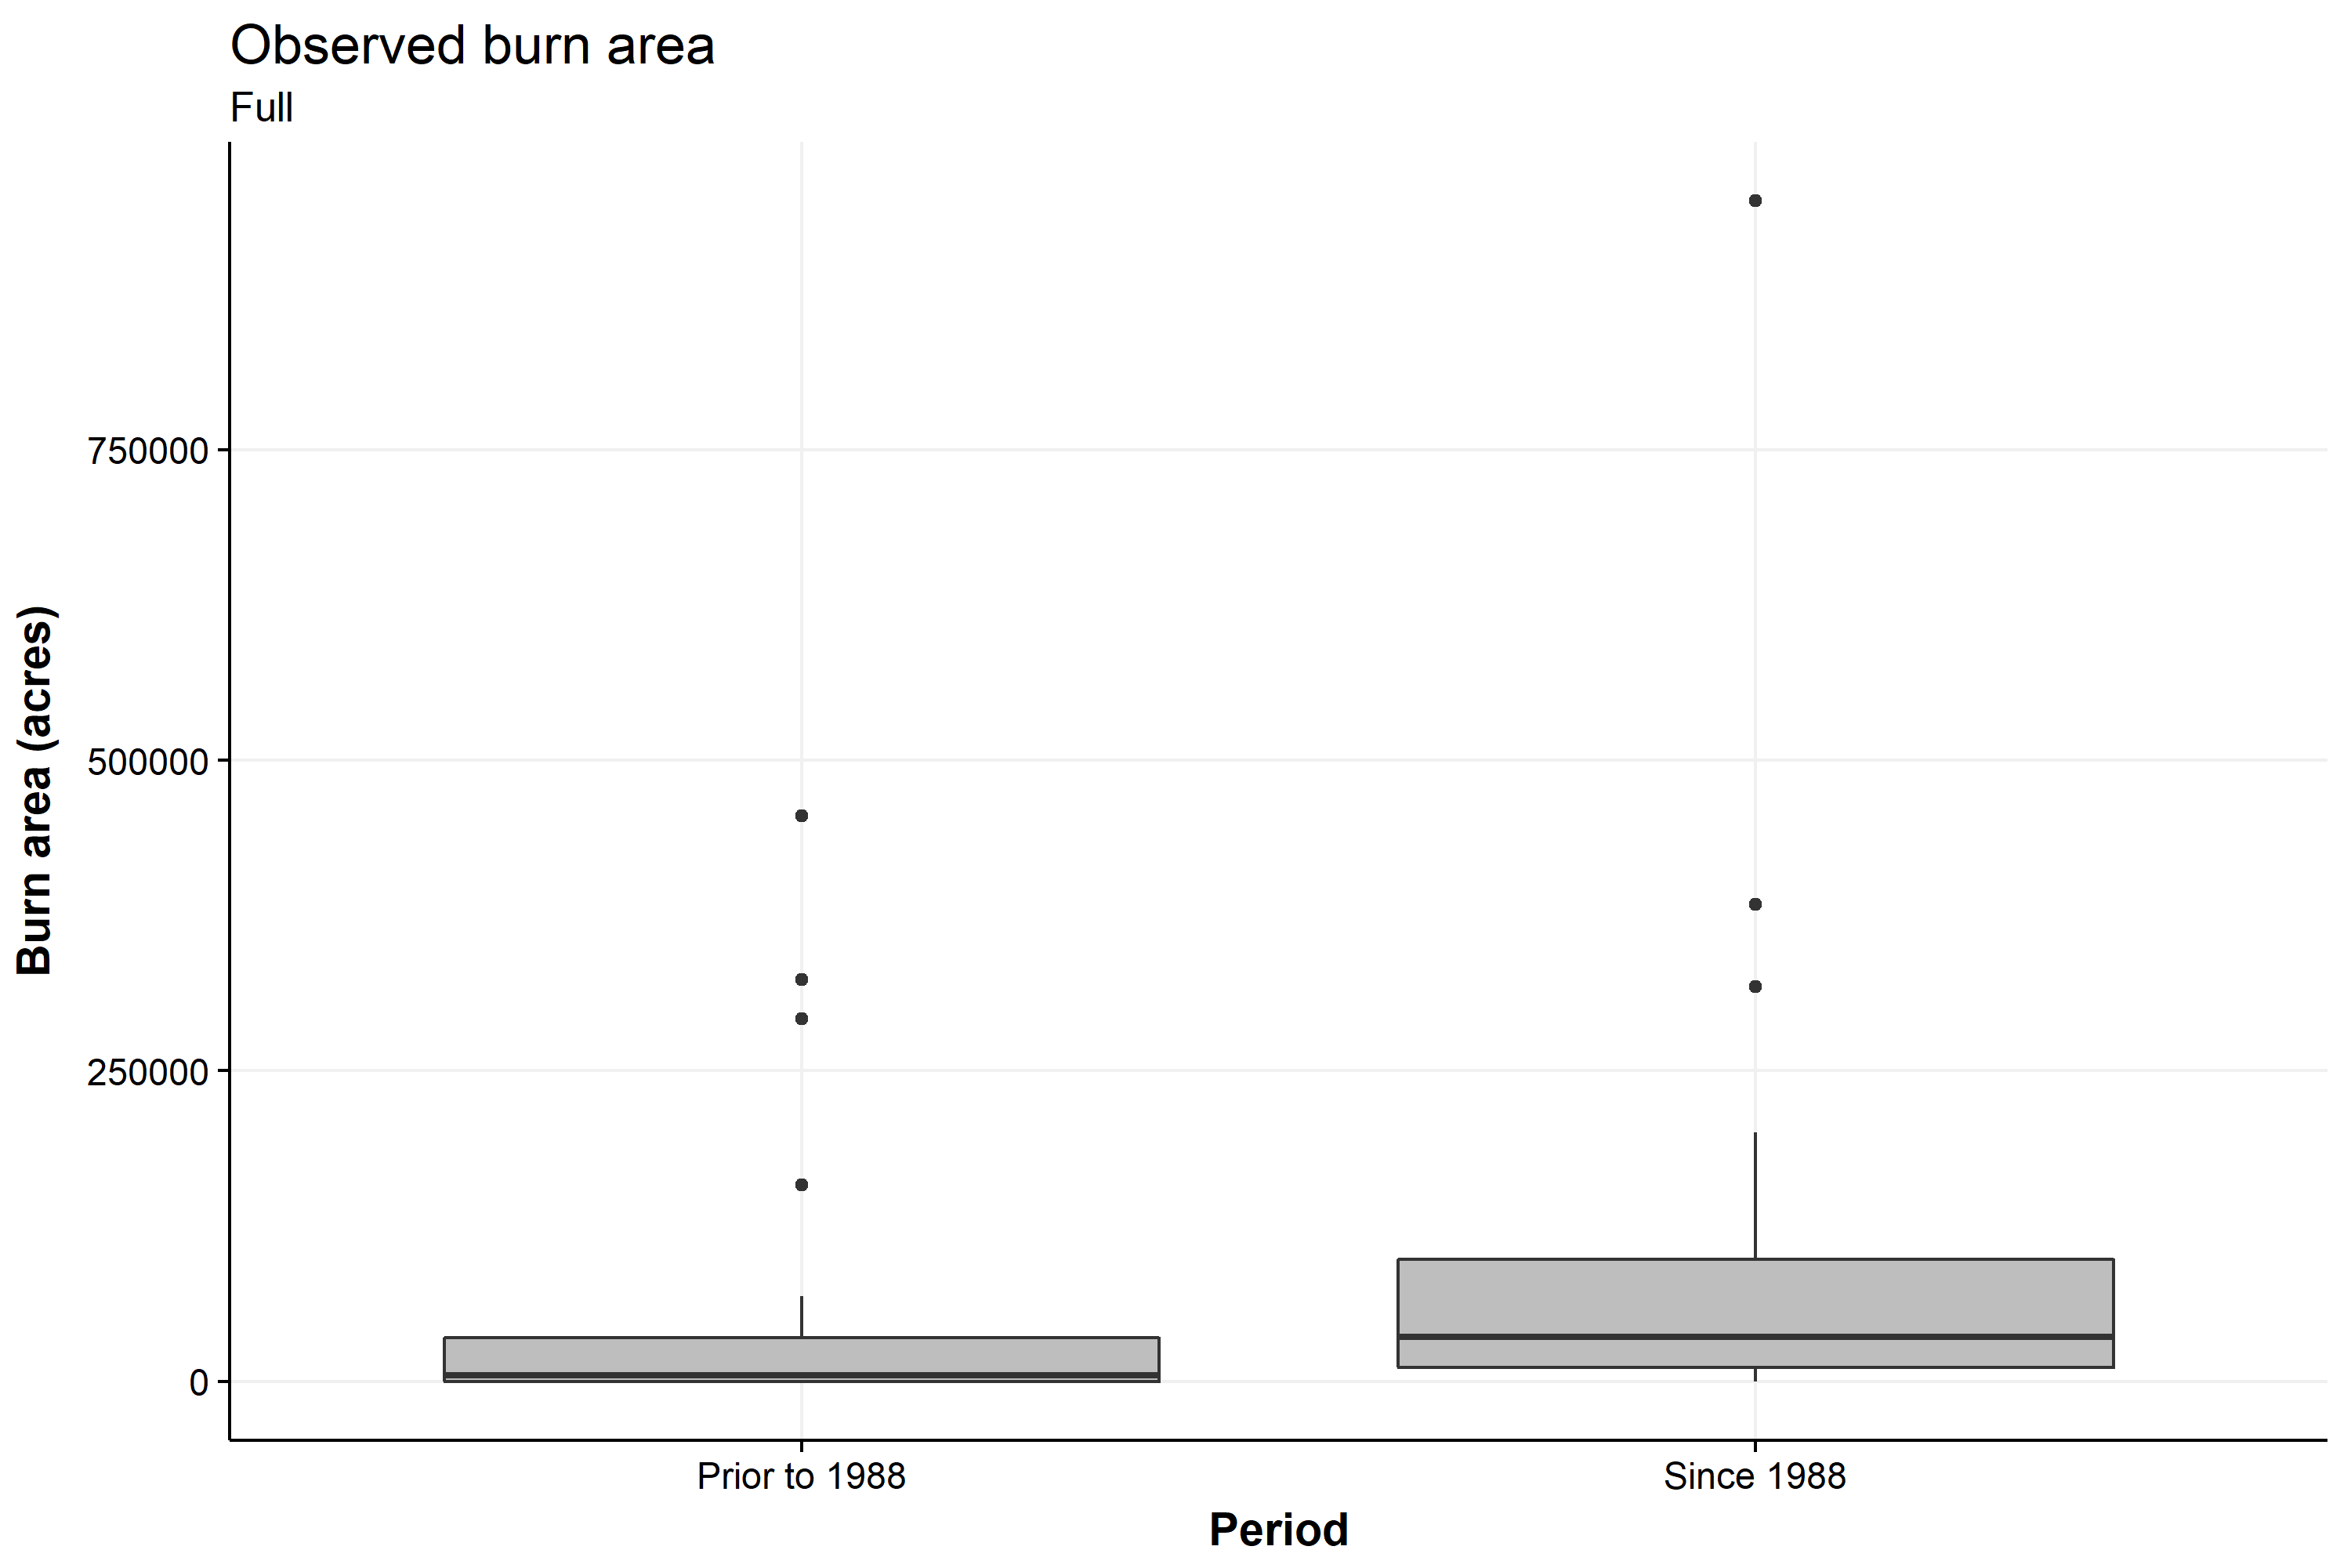 Observed burn area
Full
Burn area (acres)
750000
500000
250000
0
Prior to 1988
Since 1988
Period